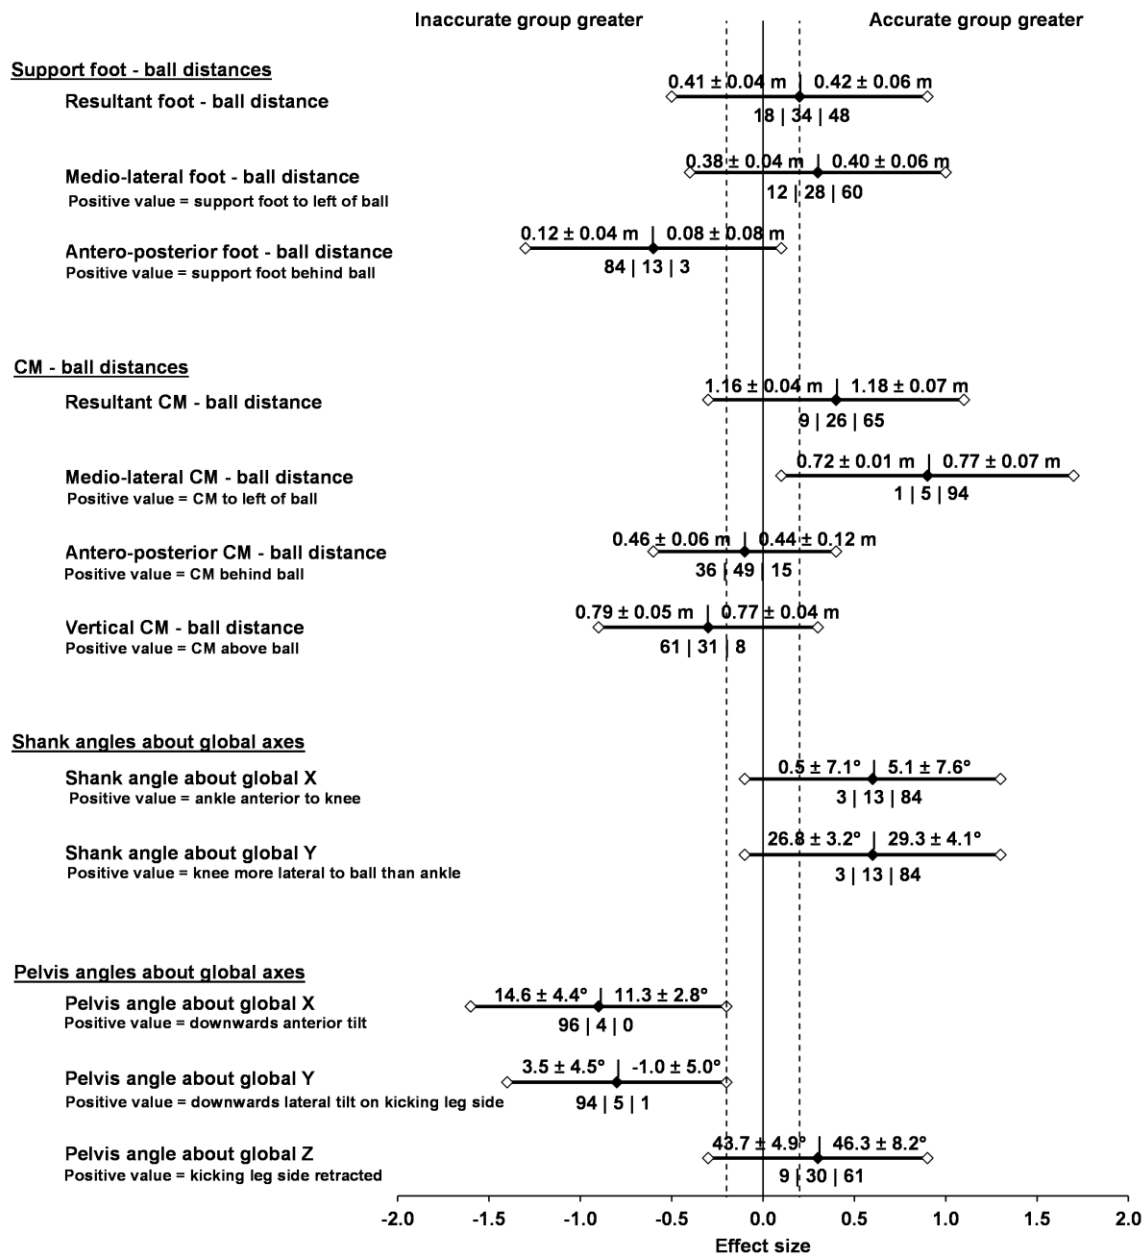 Inaccurate group greater
Accurate group greater
Support foot - ball distances
Resultant foot - ball distance
0.41 ± 0.04 m | 0.42 ± 0.06 m
18 | 34 | 48
Medio-lateral foot - ball distance
Positive value = support foot to left of ball
0.38 ± 0.04 m | 0.40 ± 0.06 m
12 | 28 | 60
Antero-posterior foot - ball distance
Positive value = support foot behind ball
0.12 ± 0.04 m | 0.08 ± 0.08 m
84 | 13 | 3
CM - ball distances
Resultant CM - ball distance
1.16 ± 0.04 m | 1.18 ± 0.07 m
9 | 26 | 65
Medio-lateral CM - ball distance
Positive value = CM to left of ball
0.72 ± 0.01 m | 0.77 ± 0.07 m
1 | 5 | 94
Antero-posterior CM - ball distance
Positive value = CM behind ball
0.46 ± 0.06 m | 0.44 ± 0.12 m
36 | 49 | 15
Vertical CM - ball distance
Positive value = CM above ball
0.79 ± 0.05 m | 0.77 ± 0.04 m
61 | 31 | 8
Shank angles about global axes
Shank angle about global X
Positive value = ankle anterior to knee
0.5 ± 7.1° | 5.1 ± 7.6°
3 | 13 | 84
Shank angle about global Y
Positive value = knee more lateral to ball than ankle
26.8 ± 3.2° | 29.3 ± 4.1°
3 | 13 | 84
Pelvis angles about global axes
Pelvis angle about global X
Positive value = downwards anterior tilt
14.6 ± 4.4° | 11.3 ± 2.8°
96 | 4 | 0
Pelvis angle about global Y
Positive value = downwards lateral tilt on kicking leg side
3.5 ± 4.5° | -1.0 ± 5.0°
94 | 5 | 1
Pelvis angle about global Z
Positive value = kicking leg side retracted
43.7 ± 4.9° | 46.3 ± 8.2°
9 | 30 | 61
-2.0 -1.5 -1.0 -0.5 0.0 0.5 1.0 1.5 2.0
Effect size